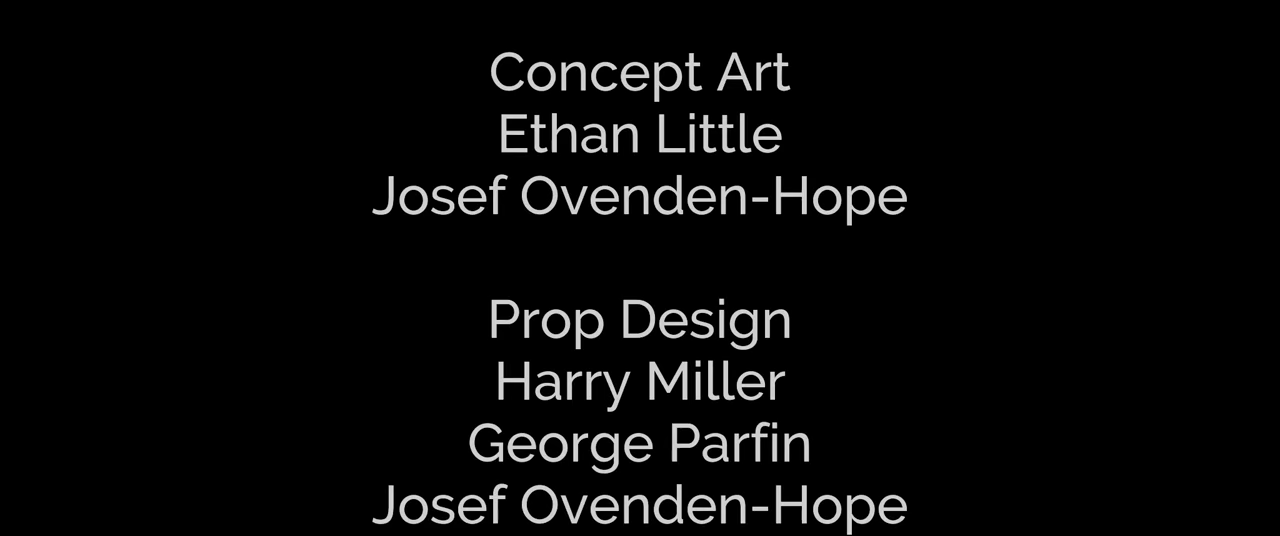 Concept Art
Ethan Little
Josef Ovenden-Hope
Prop Design
Harry Miller
George Parfin
Josef Ovenden-Hope